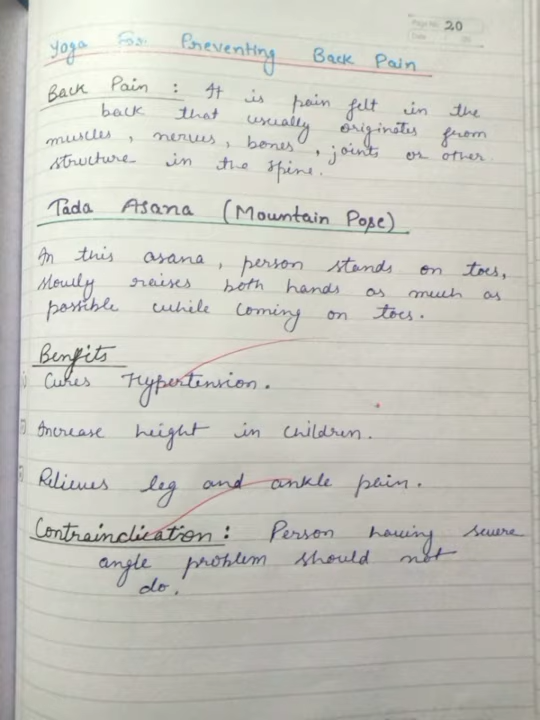 Page No. 20
Date
Yoga for Preventing Back Pain
Back Pain : It is pain felt in the
back that usually originates from
muscles, nerves, bones, joints or other
structure in the spine.
Tada Asana (Mountain Pose)
In this asana, person stands on toes,
slowly raises both hands as much as
possible while coming on toes.
Benefits
Cures Hypertension.
Increase height in children.
Relieves leg and ankle pain.
Contraindication : Person having severe
angle problem should not
do.